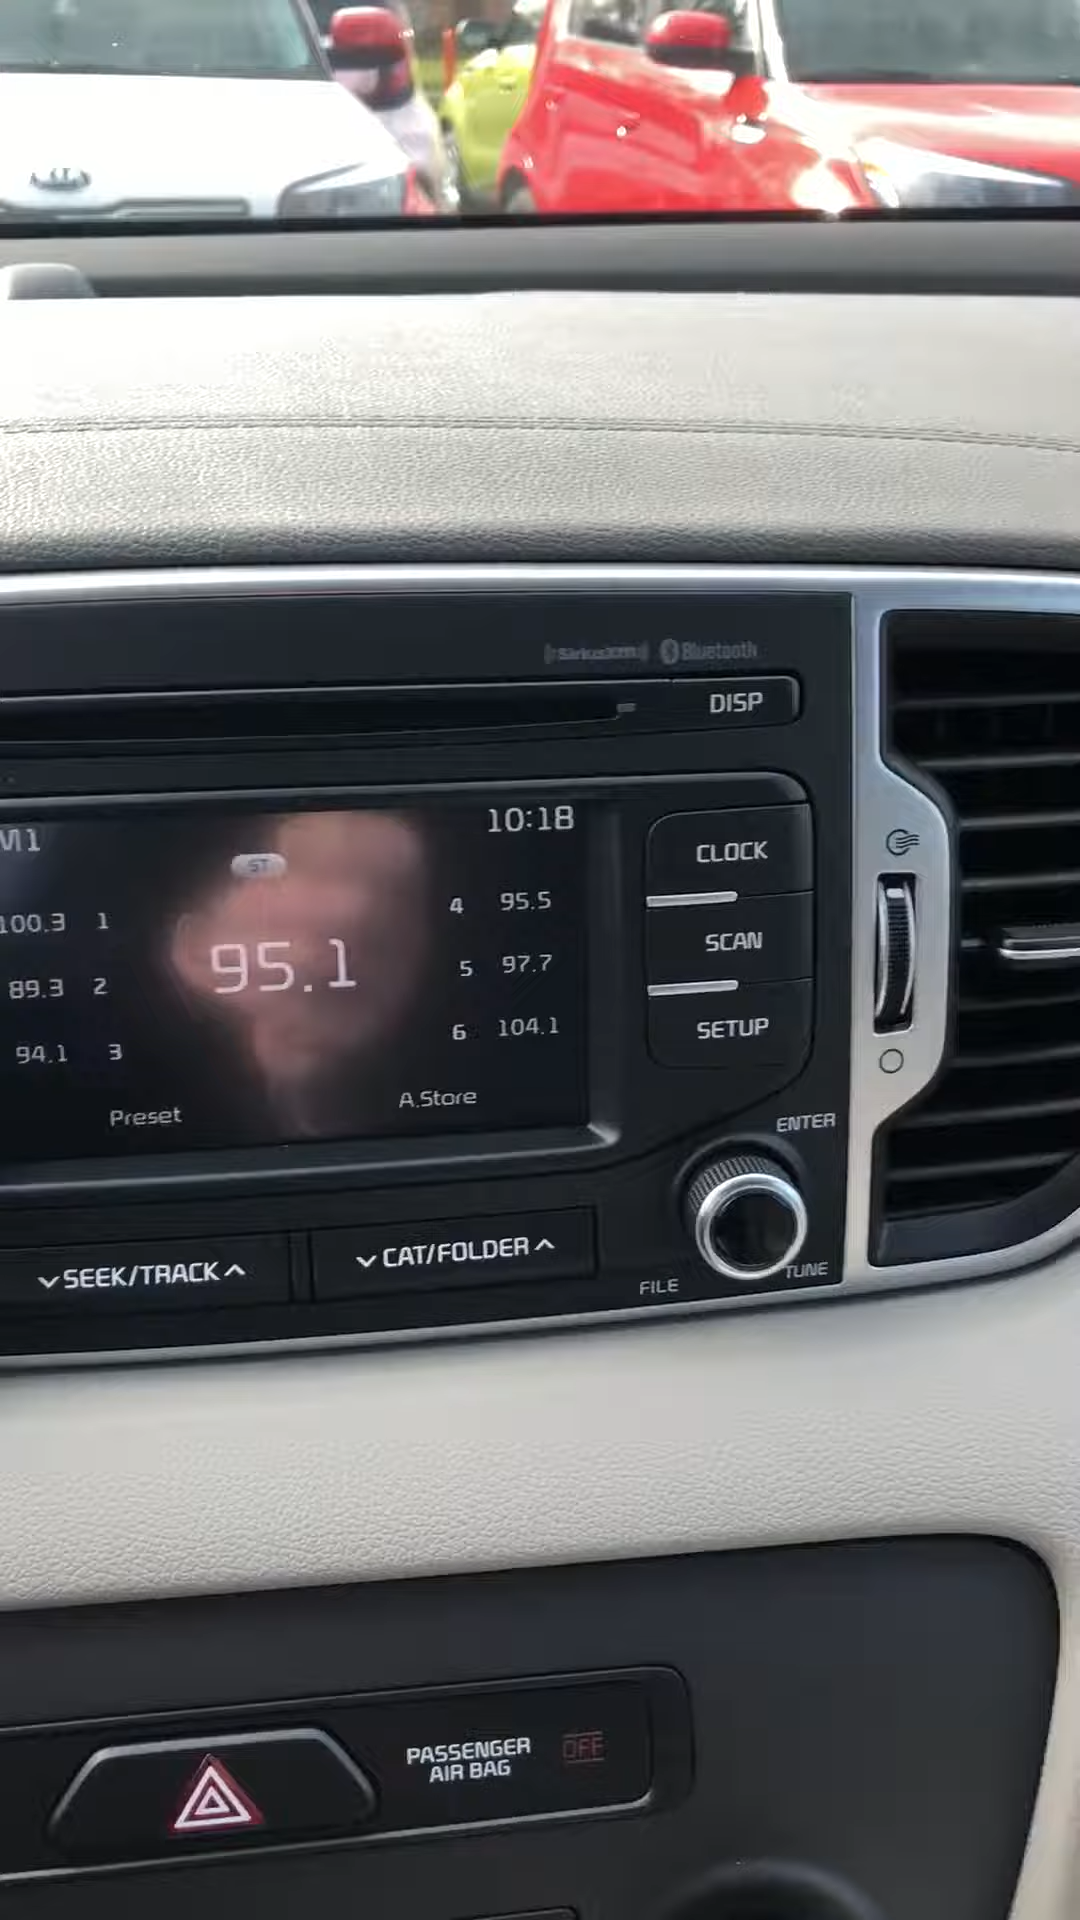 KIA
SiriusXM Bluetooth
DISP
M1 10:18
ST
CLOCK
100.3 1 4 95.5
95.1
SCAN
89.3 2 5 97.7
94.1 3 6 104.1
SETUP
Preset A.Store
ENTER
SEEK/TRACK CAT/FOLDER
FILE TUNE
PASSENGER OFF
AIR BAG